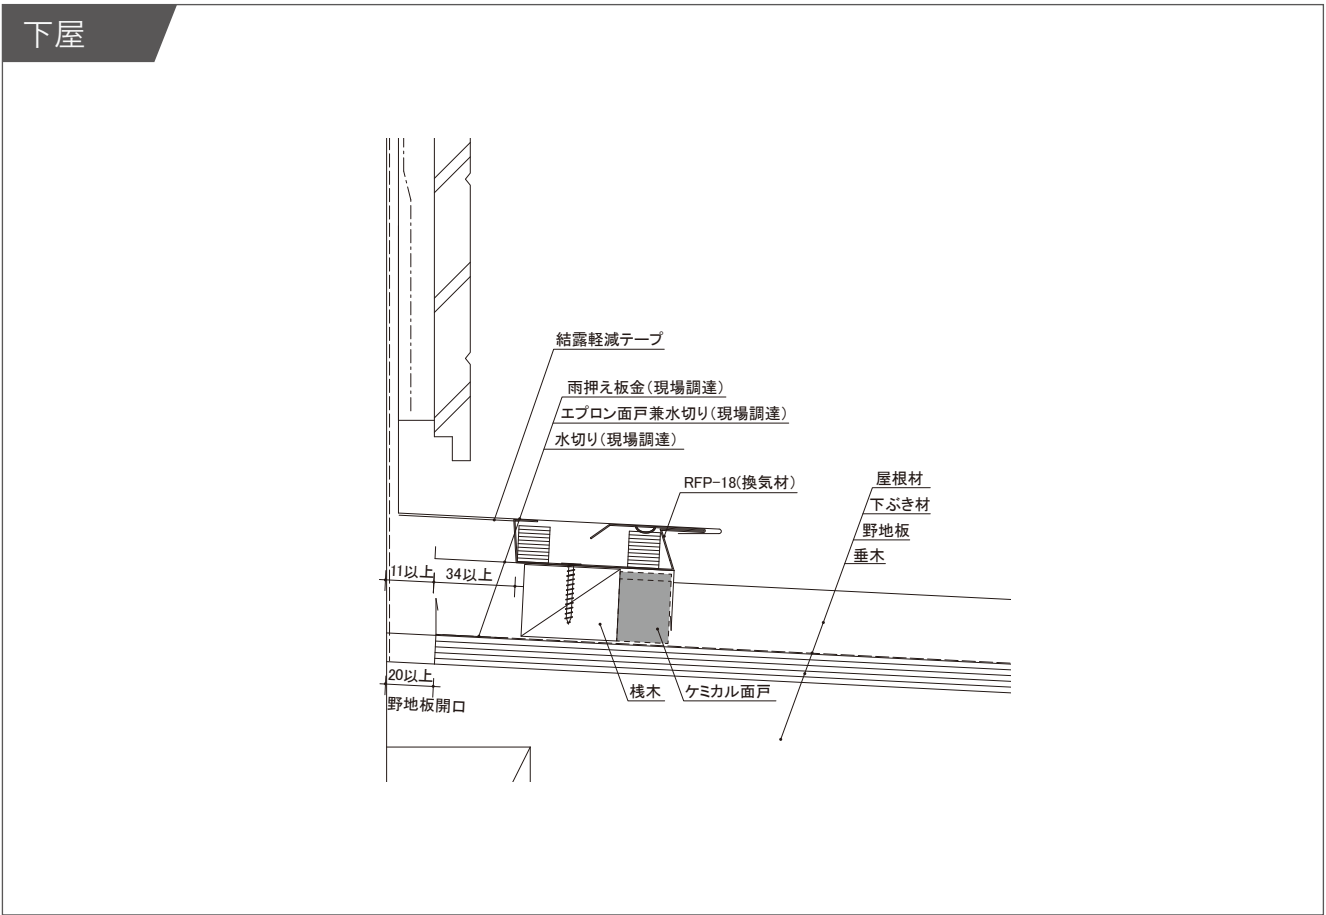 下屋
結露軽減テープ
雨押え板金(現場調達)
エプロン面戸兼水切り(現場調達)
水切り(現場調達)
RFP-18(換気材)
屋根材
下ぶき材
野地板
垂木
11以上
34以上
20以上
野地板開口
桟木
ケミカル面戸